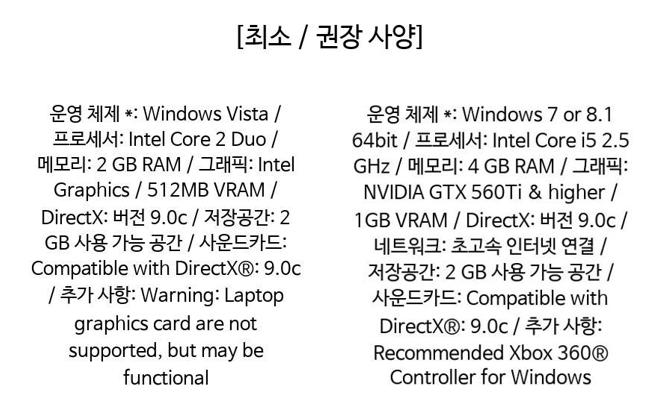 [최소 / 권장 사양]
운영 체제 *: Windows Vista /
프로세서: Intel Core 2 Duo /
메모리: 2 GB RAM / 그래픽: Intel
Graphics / 512MB VRAM /
DirectX: 버전 9.0c / 저장공간: 2
GB 사용 가능 공간 / 사운드카드:
Compatible with DirectX®: 9.0c
/ 추가 사항: Warning: Laptop
graphics card are not
supported, but may be
functional
운영 체제 *: Windows 7 or 8.1
64bit / 프로세서: Intel Core i5 2.5
GHz / 메모리: 4 GB RAM / 그래픽:
NVIDIA GTX 560Ti & higher /
1GB VRAM / DirectX: 버전 9.0c /
네트워크: 초고속 인터넷 연결 /
저장공간: 2 GB 사용 가능 공간 /
사운드카드: Compatible with
DirectX®: 9.0c / 추가 사항:
Recommended Xbox 360®
Controller for Windows